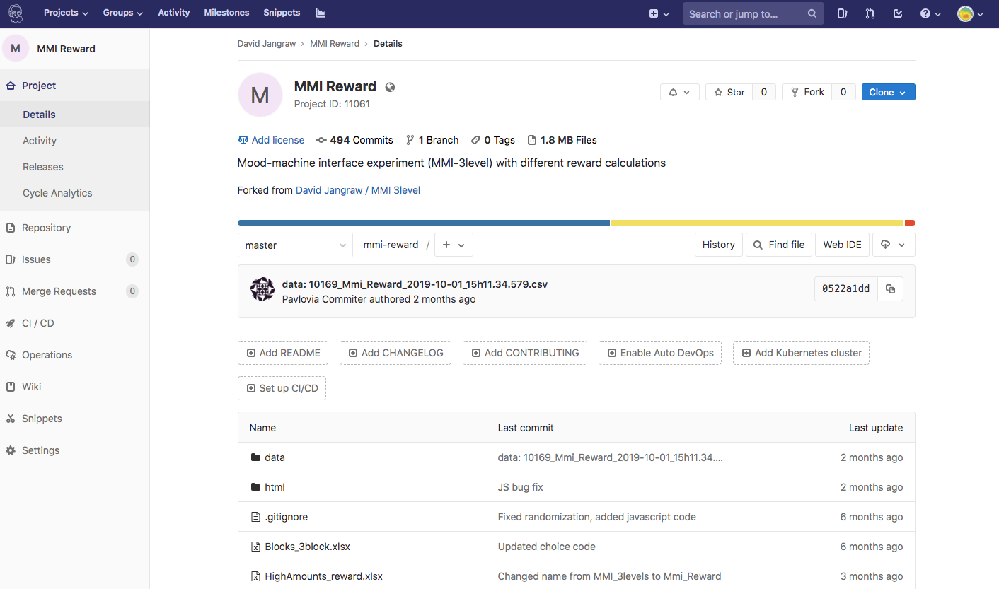 Projects Groups Activity Milestones Snippets Search or jump to...
M MMI Reward
Project
Details
Activity
Releases
Cycle Analytics
Repository
Issues 0
Merge Requests 0
CI / CD
Operations
Wiki
Snippets
Settings
David Jangraw › MMI Reward › Details
M
MMI Reward
Project ID: 11061
Star 0 Fork 0 Clone
Add license 494 Commits 1 Branch 0 Tags 1.8 MB Files
Mood-machine interface experiment (MMI-3level) with different reward calculations
Forked from David Jangraw / MMI 3level
master mmi-reward / + History Find file Web IDE
data: 10169_Mmi_Reward_2019-10-01_15h11.34.579.csv
Pavlovia Commiter authored 2 months ago
0522a1dd
Add README Add CHANGELOG Add CONTRIBUTING Enable Auto DevOps Add Kubernetes cluster
Set up CI/CD
Name Last commit Last update
data data: 10169_Mmi_Reward_2019-10-01_15h11.34.... 2 months ago
html JS bug fix 2 months ago
.gitignore Fixed randomization, added javascript code 6 months ago
Blocks_3block.xlsx Updated choice code 6 months ago
HighAmounts_reward.xlsx Changed name from MMI_3levels to Mmi_Reward 3 months ago